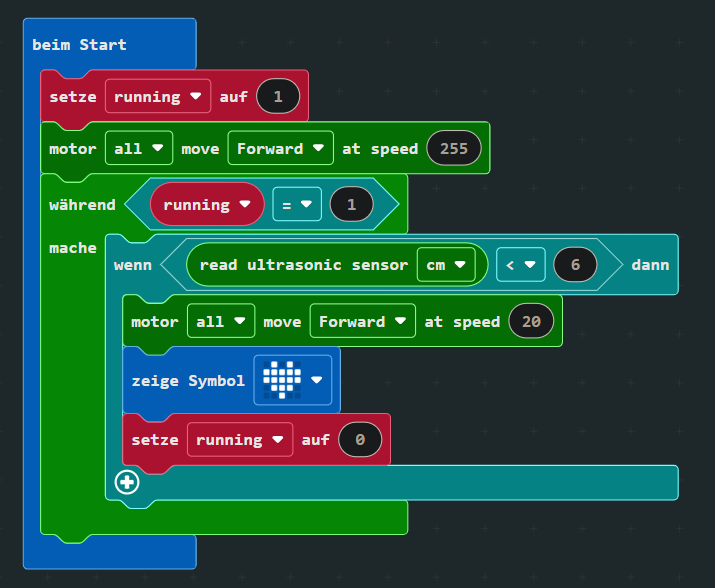 beim Start
setze running auf 1
motor all move Forward at speed 255
während running = 1
mache
wenn read ultrasonic sensor cm < 6 dann
motor all move Forward at speed 20
zeige Symbol
setze running auf 0